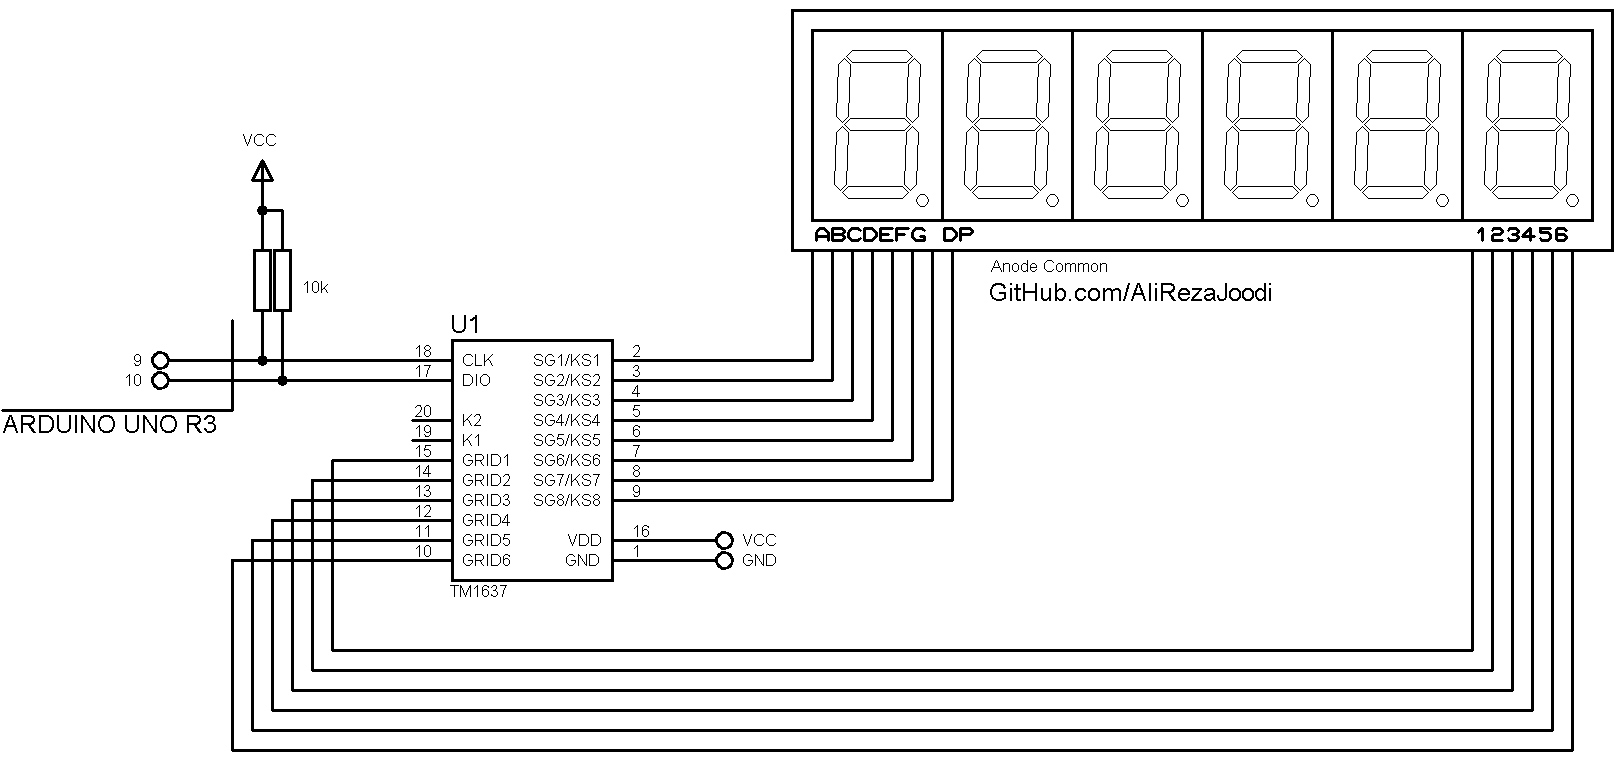 ABCDEFG DP 123456
Anode Common
GitHub.com/AliRezaJoodi
VCC
10k
9
10
ARDUINO UNO R3
U1
18 CLK SG1/KS1 2
17 DIO SG2/KS2 3
SG3/KS3 4
20 K2 SG4/KS4 5
19 K1 SG5/KS5 6
15 GRID1 SG6/KS6 7
14 GRID2 SG7/KS7 8
13 GRID3 SG8/KS8 9
12 GRID4
11 GRID5 VDD 16 VCC
10 GRID6 GND 1 GND
TM1637